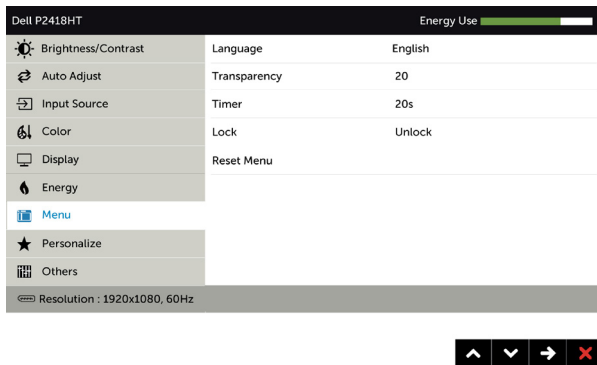 Dell P2418HT Energy Use
Brightness/Contrast Language English
Auto Adjust Transparency 20
Input Source Timer 20s
Color Lock Unlock
Display Reset Menu
Energy
Menu
Personalize
Others
Resolution : 1920x1080, 60Hz